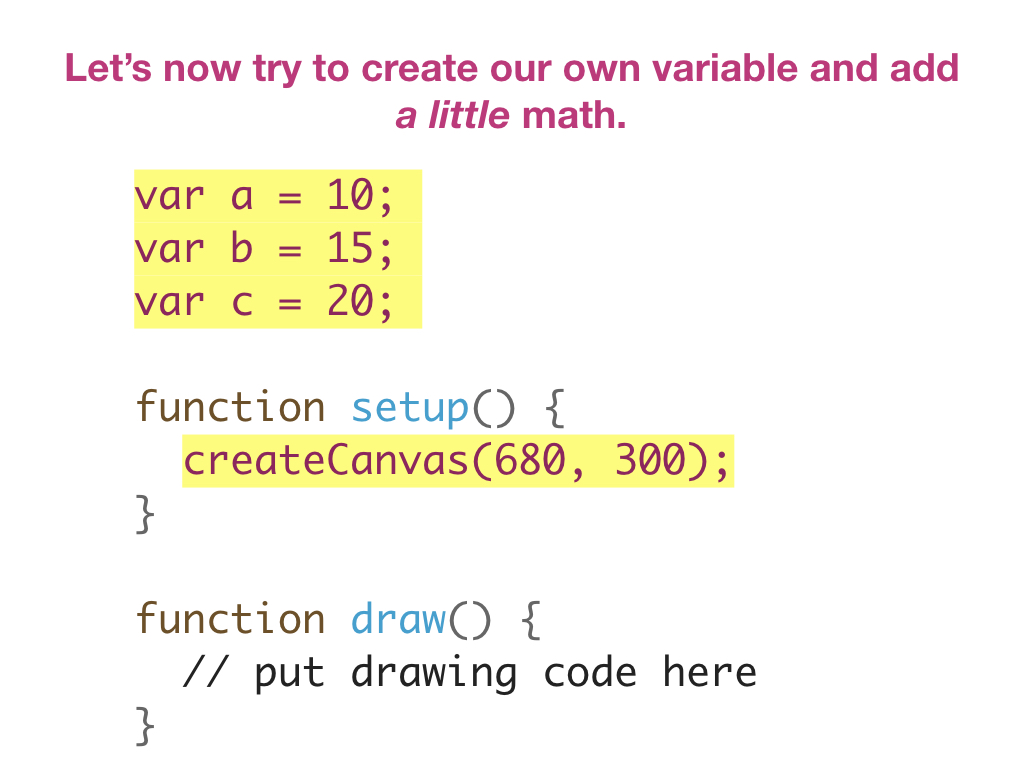 Let’s now try to create our own variable and add
a little math.
var a = 10;
var b = 15;
var c = 20;
function setup() {
  createCanvas(680, 300);
}
function draw() {
  // put drawing code here
}